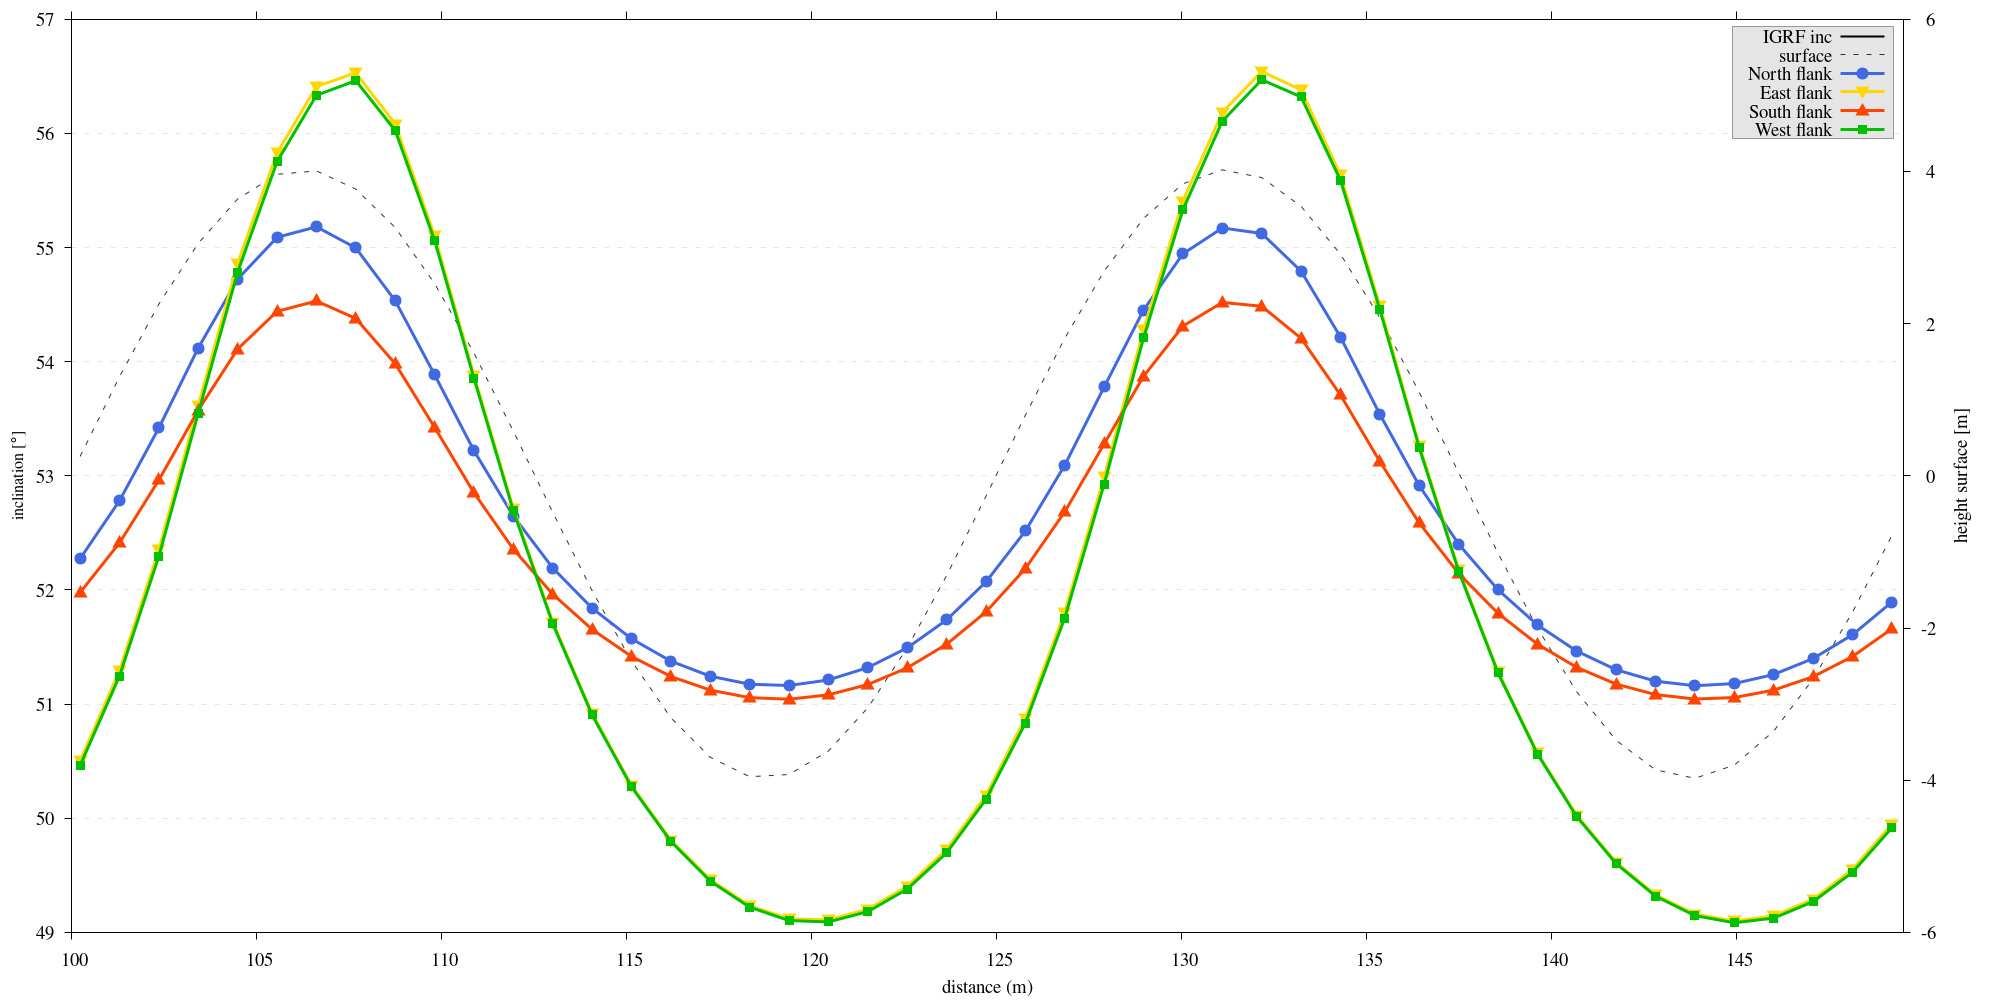 57
56
55
54
53
52
51
50
49
6
4
2
0
-2
-4
-6
100
105
110
115
120
125
130
135
140
145
distance (m)
inclination [°]
height surface [m]
IGRF inc
surface
North flank
East flank
South flank
West flank